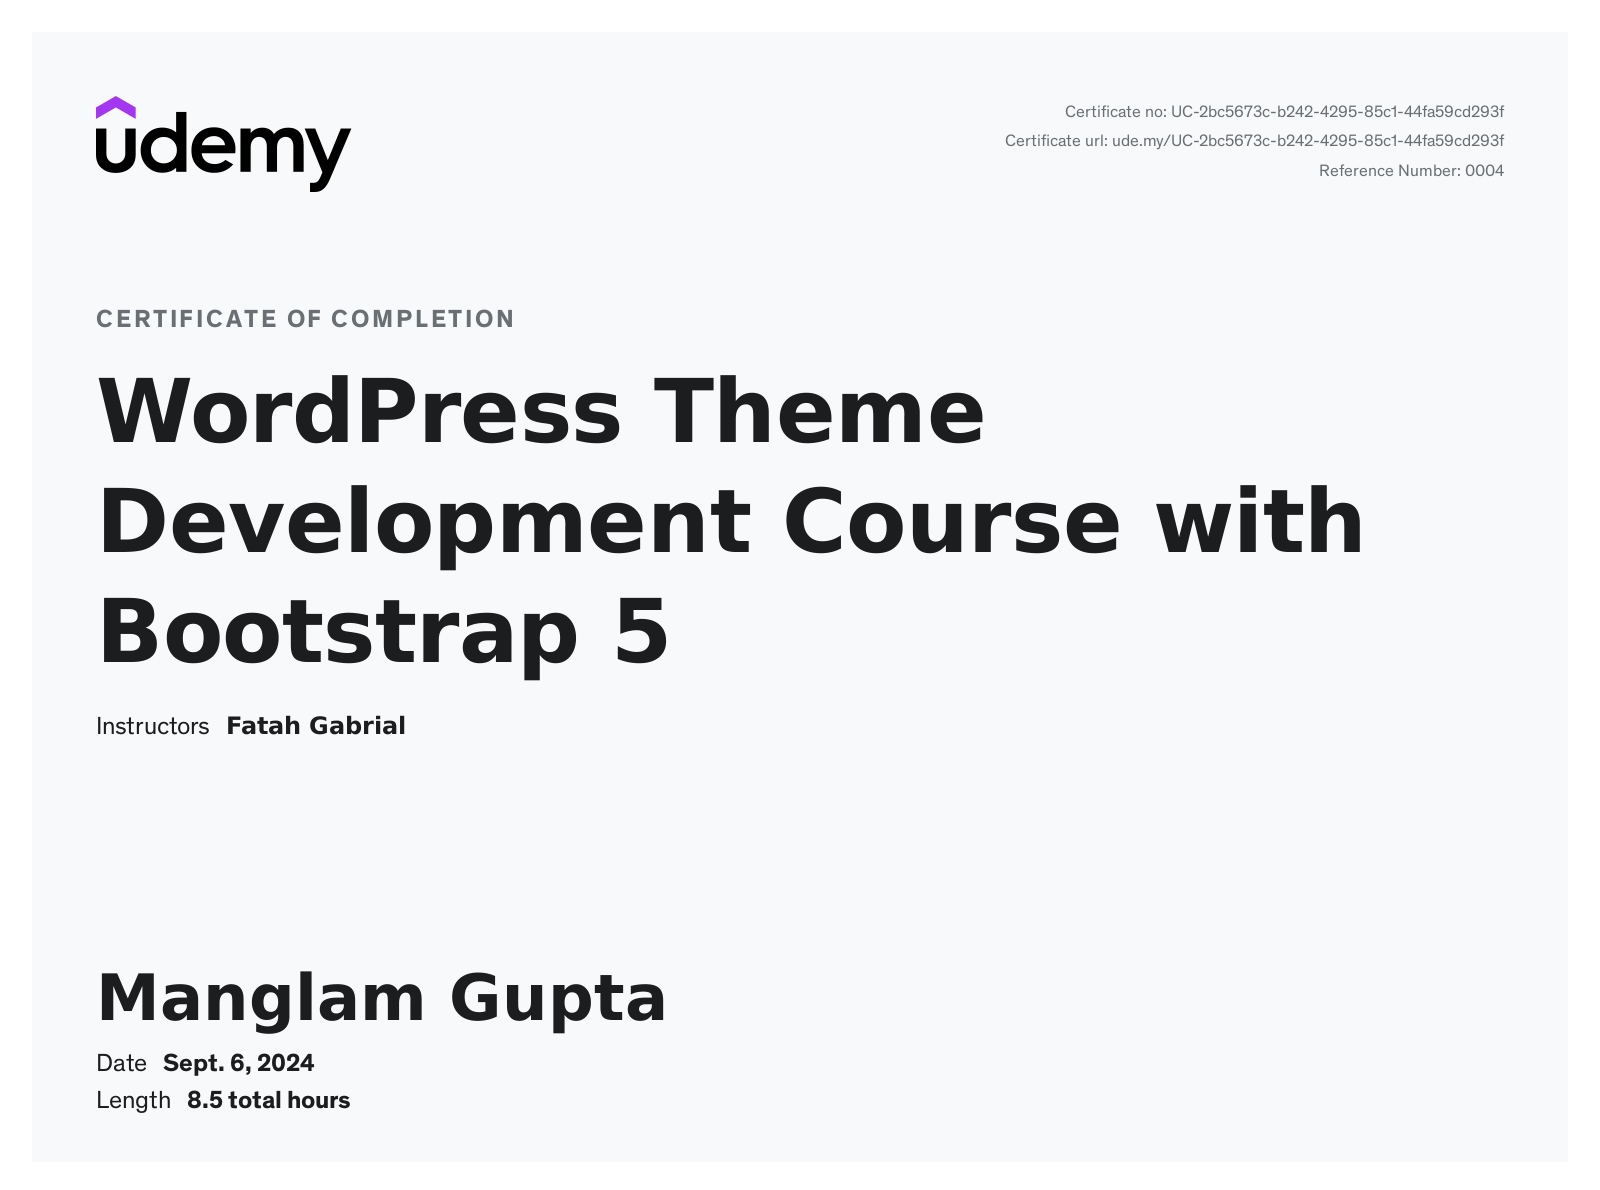 udemy
Certificate no: UC-2bc5673c-b242-4295-85c1-44fa59cd293f
Certificate url: ude.my/UC-2bc5673c-b242-4295-85c1-44fa59cd293f
Reference Number: 0004
CERTIFICATE OF COMPLETION
WordPress Theme
Development Course with
Bootstrap 5
Instructors Fatah Gabrial
Manglam Gupta
Date Sept. 6, 2024
Length 8.5 total hours